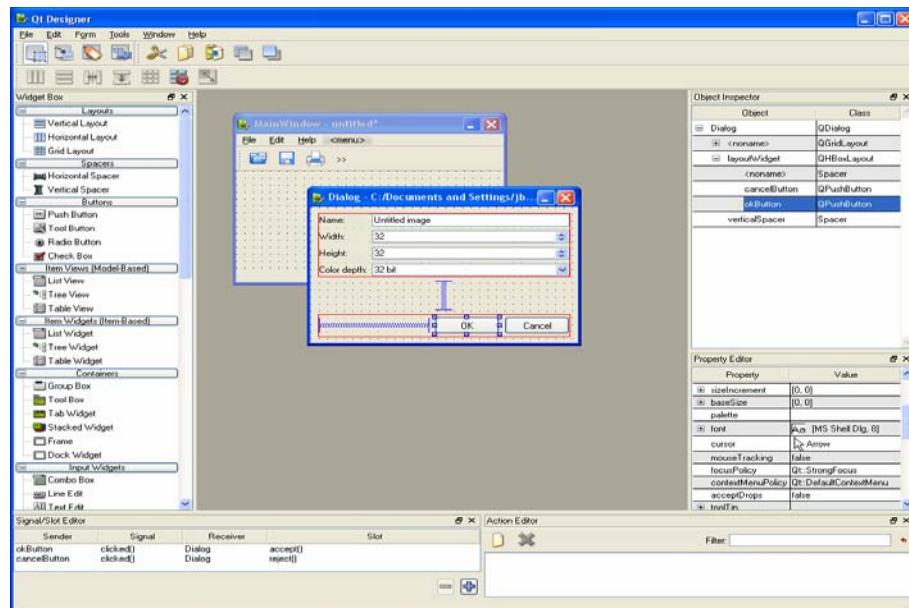 Qt Designer
File Edit Form Tools Window Help
Widget Box
Layouts
Vertical Layout
Horizontal Layout
Grid Layout
Spacers
Horizontal Spacer
Vertical Spacer
Buttons
Push Button
Tool Button
Radio Button
Check Box
Item Views (Model-Based)
List View
Tree View
Table View
Item Widgets (Item-Based)
List Widget
Tree Widget
Table Widget
Containers
Group Box
Tool Box
Tab Widget
Stacked Widget
Frame
Dock Widget
Input Widgets
Combo Box
Line Edit
Text Edit
MainWindow - untitled*
File Edit Help <menu>
>>
Dialog - C:/Documents and Settings/jb...
Name: Untitled image
Width: 32
Height: 32
Color depth: 32 bit
OK Cancel
Object Inspector
Object Class
Dialog QDialog
<noname> QGridLayout
layoutWidget QHBoxLayout
<noname> Spacer
cancelButton QPushButton
okButton QPushButton
verticalSpacer Spacer
Property Editor
Property Value
sizeIncrement [0, 0]
baseSize [0, 0]
palette
font [MS Shell Dlg, 8]
cursor Arrow
mouseTracking false
focusPolicy Qt::StrongFocus
contextMenuPolicy Qt::DefaultContextMenu
acceptDrops false
toolTip
Signal/Slot Editor
Sender Signal Receiver Slot
okButton clicked() Dialog accept()
cancelButton clicked() Dialog reject()
Action Editor
Filter: